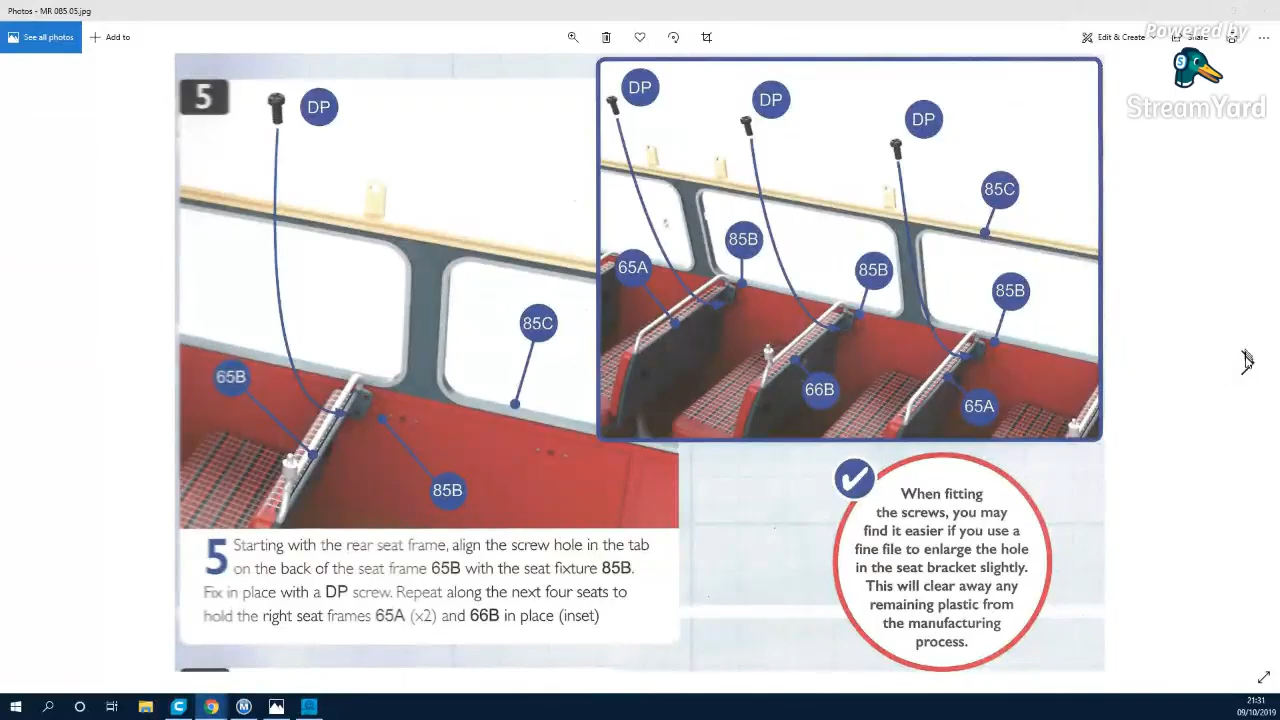 Photos - MR 085.05.jpg
See all photos
Add to
Edit & Create
Share
Powered by
StreamYard
5
DP
65B
85C
85B
DP
DP
DP
85C
85B
65A
85B
85B
66B
65A
5 Starting with the rear seat frame, align the screw hole in the tab
on the back of the seat frame 65B with the seat fixture 85B.
Fix in place with a DP screw. Repeat along the next four seats to
hold the right seat frames 65A (x2) and 66B in place (inset)
When fitting
the screws, you may
find it easier if you use a
fine file to enlarge the hole
in the seat bracket slightly.
This will clear away any
remaining plastic from
the manufacturing
process.
21:31
09/10/2019